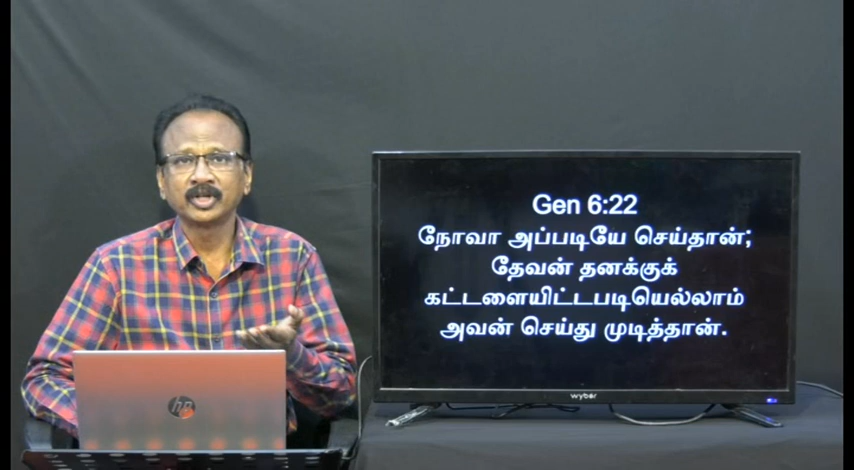 Gen 6:22
நோவா அப்படியே செய்தான்;
தேவன் தனக்குக்
கட்டளையிட்டபடியெல்லாம்
அவன் செய்து முடித்தான்.
hp
wybor